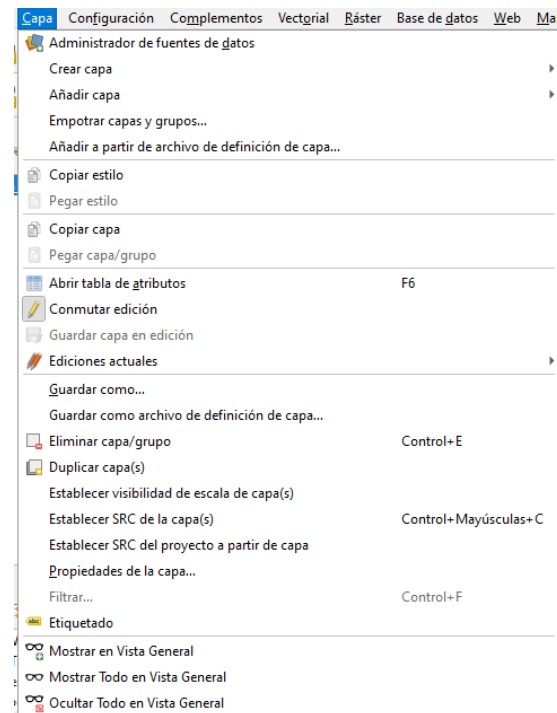 Capa Configuración Complementos Vectorial Ráster Base de datos Web Ma
Administrador de fuentes de datos
Crear capa
Añadir capa
Empotrar capas y grupos...
Añadir a partir de archivo de definición de capa...
Copiar estilo
Pegar estilo
Copiar capa
Pegar capa/grupo
Abrir tabla de atributos F6
Conmutar edición
Guardar capa en edición
Ediciones actuales
Guardar como...
Guardar como archivo de definición de capa...
Eliminar capa/grupo Control+E
Duplicar capa(s)
Establecer visibilidad de escala de capa(s)
Establecer SRC de la capa(s) Control+Mayúsculas+C
Establecer SRC del proyecto a partir de capa
Propiedades de la capa...
Filtrar... Control+F
abc Etiquetado
Mostrar en Vista General
Mostrar Todo en Vista General
Ocultar Todo en Vista General